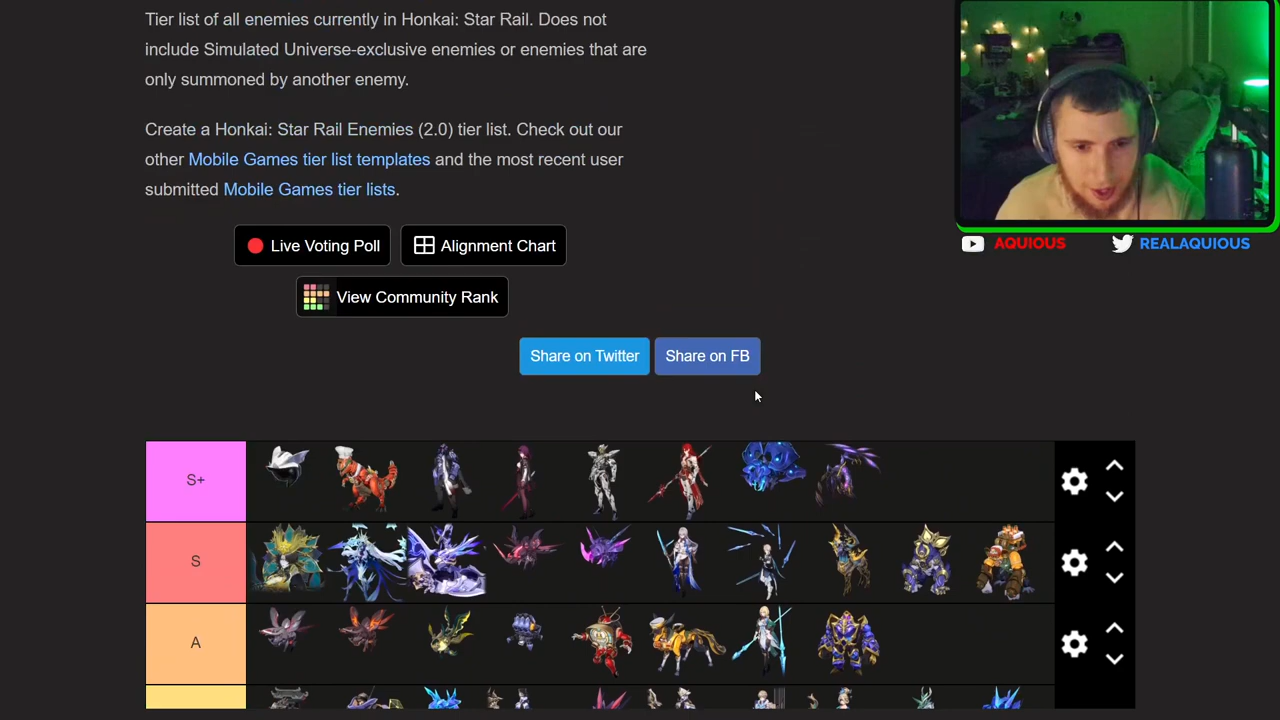 Tier list of all enemies currently in Honkai: Star Rail. Does not
include Simulated Universe-exclusive enemies or enemies that are
only summoned by another enemy.
Create a Honkai: Star Rail Enemies (2.0) tier list. Check out our
other Mobile Games tier list templates and the most recent user
submitted Mobile Games tier lists.
Live Voting Poll
Alignment Chart
View Community Rank
AQUIOUS
REALAQUIOUS
Share on Twitter
Share on FB
S+
S
A